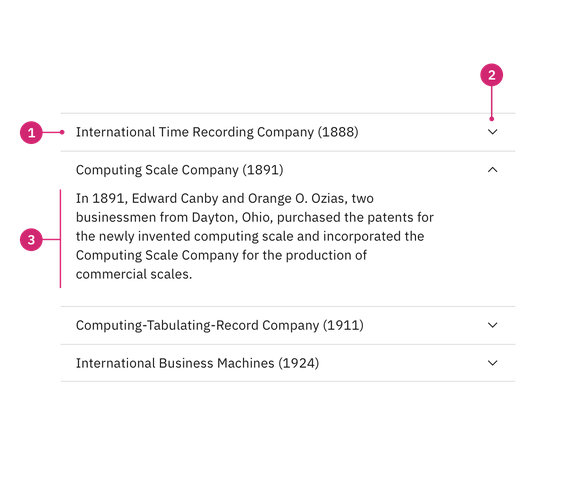 2
1
International Time Recording Company (1888)
Computing Scale Company (1891)
In 1891, Edward Canby and Orange O. Ozias, two
businessmen from Dayton, Ohio, purchased the patents for
3
the newly invented computing scale and incorporated the
Computing Scale Company for the production of
commercial scales.
Computing-Tabulating-Record Company (1911)
International Business Machines (1924)